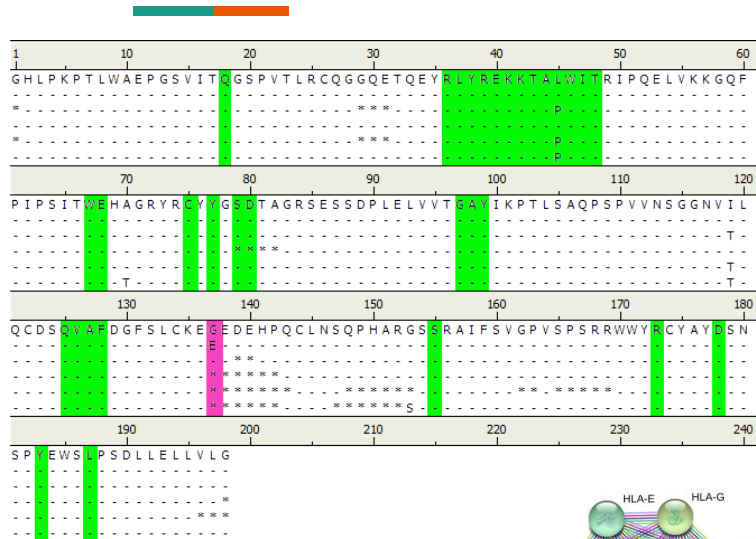 1 10 20 30 40 50 60
GHLPKPTLWAEPGSVITQGSPVTLRCQGGQETQEYRLYREKKTALWITRIPQELVKKGQF
------------------------------------------------------------
*---------------------------***-------------P---------------
------------------------------------------------------------
*---------------------------***-------------P---------------
--------------------------------------------P---------------
70 80 90 100 110 120
PIPSITWEHAGRYRCYYGSDTAGRSESSDPLELVVTGAYIKPTLSAQPSPVVNSGGNVIL
------------------------------------------------------------
----------------------------------------------------------T-
------------------****--------------------------------------
----------------------------------------------------------T-
---------T------------------------------------------------T-
130 140 150 160 170 180
QCDSQVAFDGFSLCKEGEDEHPQCLNSQPHARGSSRAIFSVGPVSPSRRWWYRCYAYDSN
----------------E-------------------------------------------
------------------**----------------------------------------
----------------******--------------------------------------
----------------*******----******--------**-*****-----------
----------------******----******S---------------------------
190 200 210 220 230 240
SPYEWSLPSDLLELLVLG
------------------
------------------
-----------------*
---------------***
------------------
HLA-E HLA-G